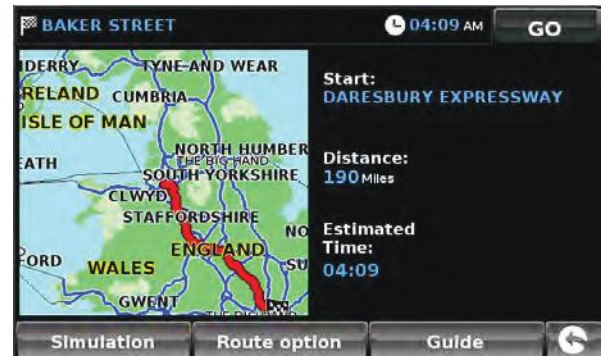 BAKER STREET
04:09 AM
GO
IDERRY
TYNE AND WEAR
RELAND
CUMBRIA
ISLE OF MAN
EATH
NORTH HUMBER
THE BIG HAND
SOUTH YORKSHIRE
CLWYD
STAFFORDSHIRE
NO
ENGLAND
FORD
WALES
SU
GWENT
Start:
DARESBURY EXPRESSWAY
Distance:
190 Miles
Estimated
Time:
04:09
Simulation
Route option
Guide